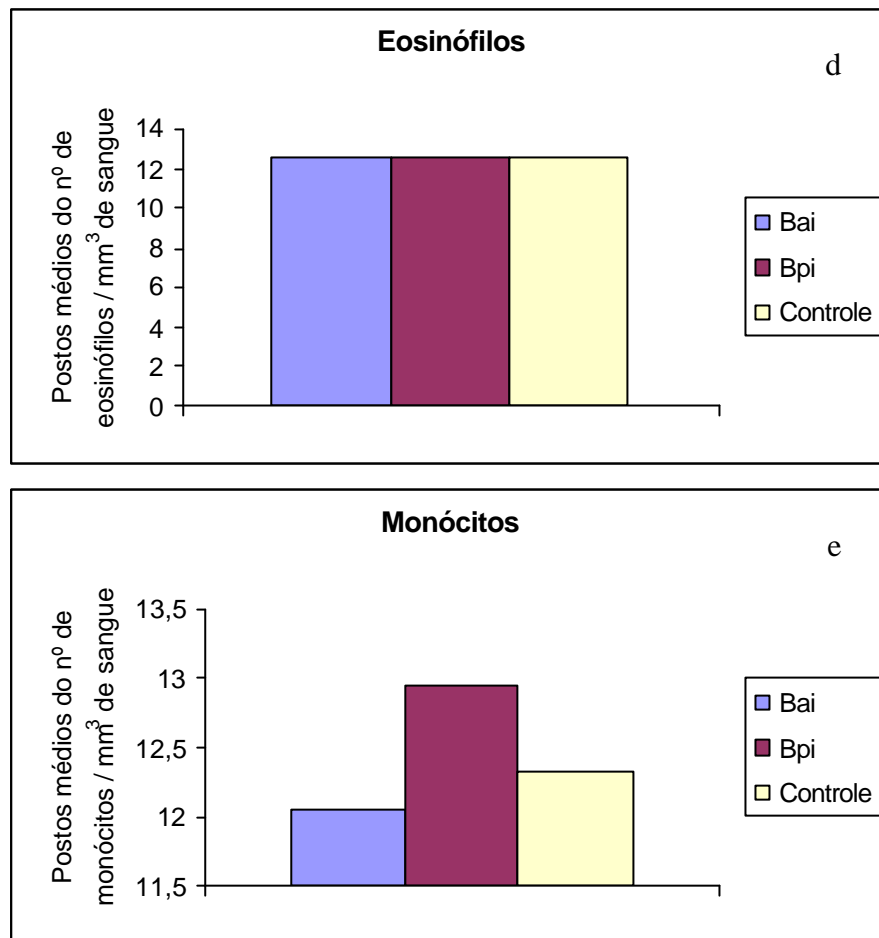 Eosinófilos
d
Postos médios do nº de
eosinófilos / mm³ de sangue
14
12
10
8
6
4
2
0
Bai
Bpi
Controle
Monócitos
e
Postos médios do nº de
monócitos / mm³ de sangue
13,5
13
12,5
12
11,5
Bai
Bpi
Controle